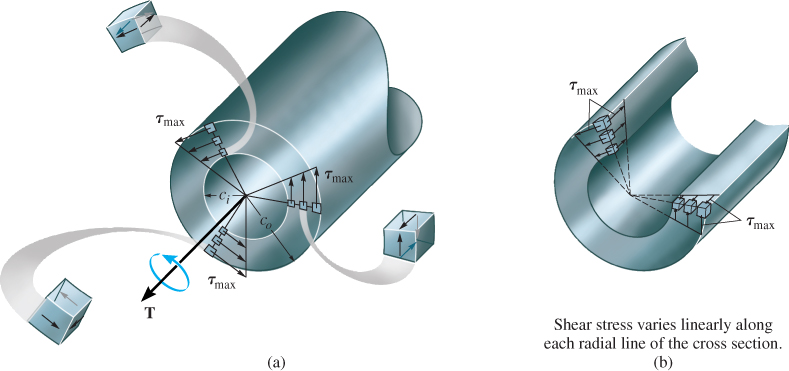 τmax
τmax
ci
co
τmax
T
(a)
τmax
τmax
Shear stress varies linearly along
each radial line of the cross section.
(b)